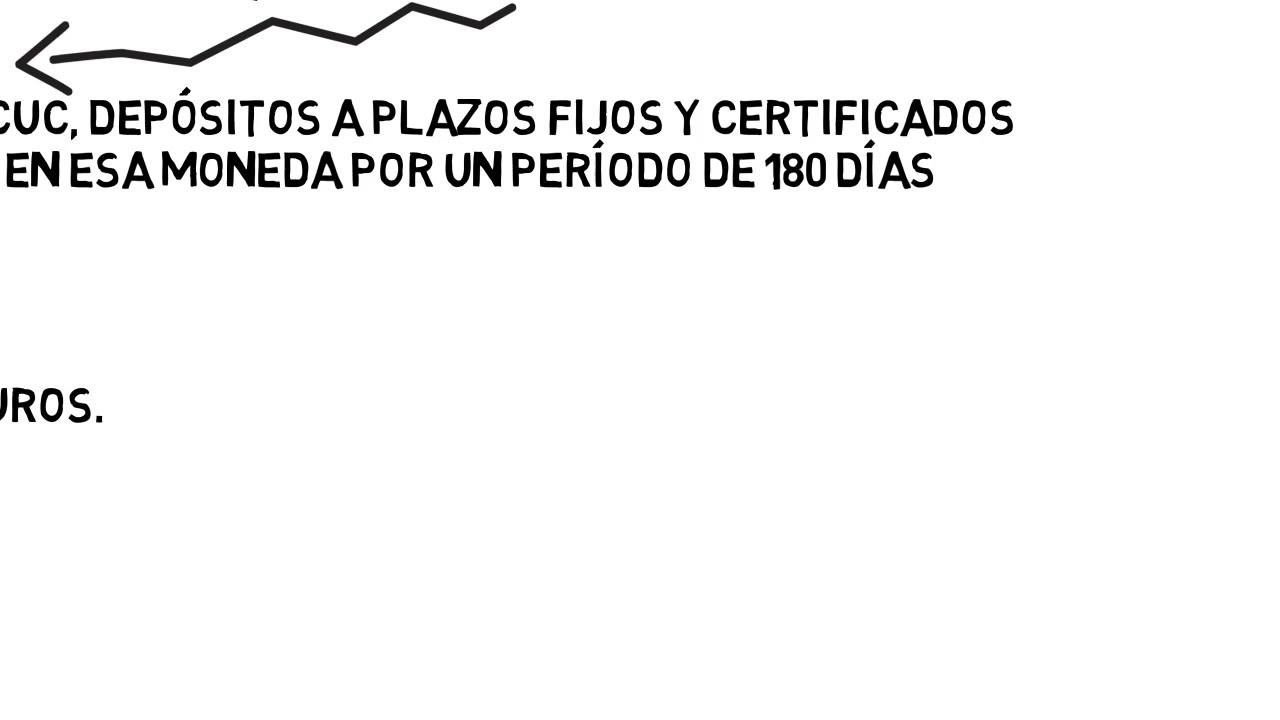 CUC, DEPÓSITOS A PLAZOS FIJOS Y CERTIFICADOS
EN ESA MONEDA POR UN PERÍODO DE 180 DÍAS
UROS.